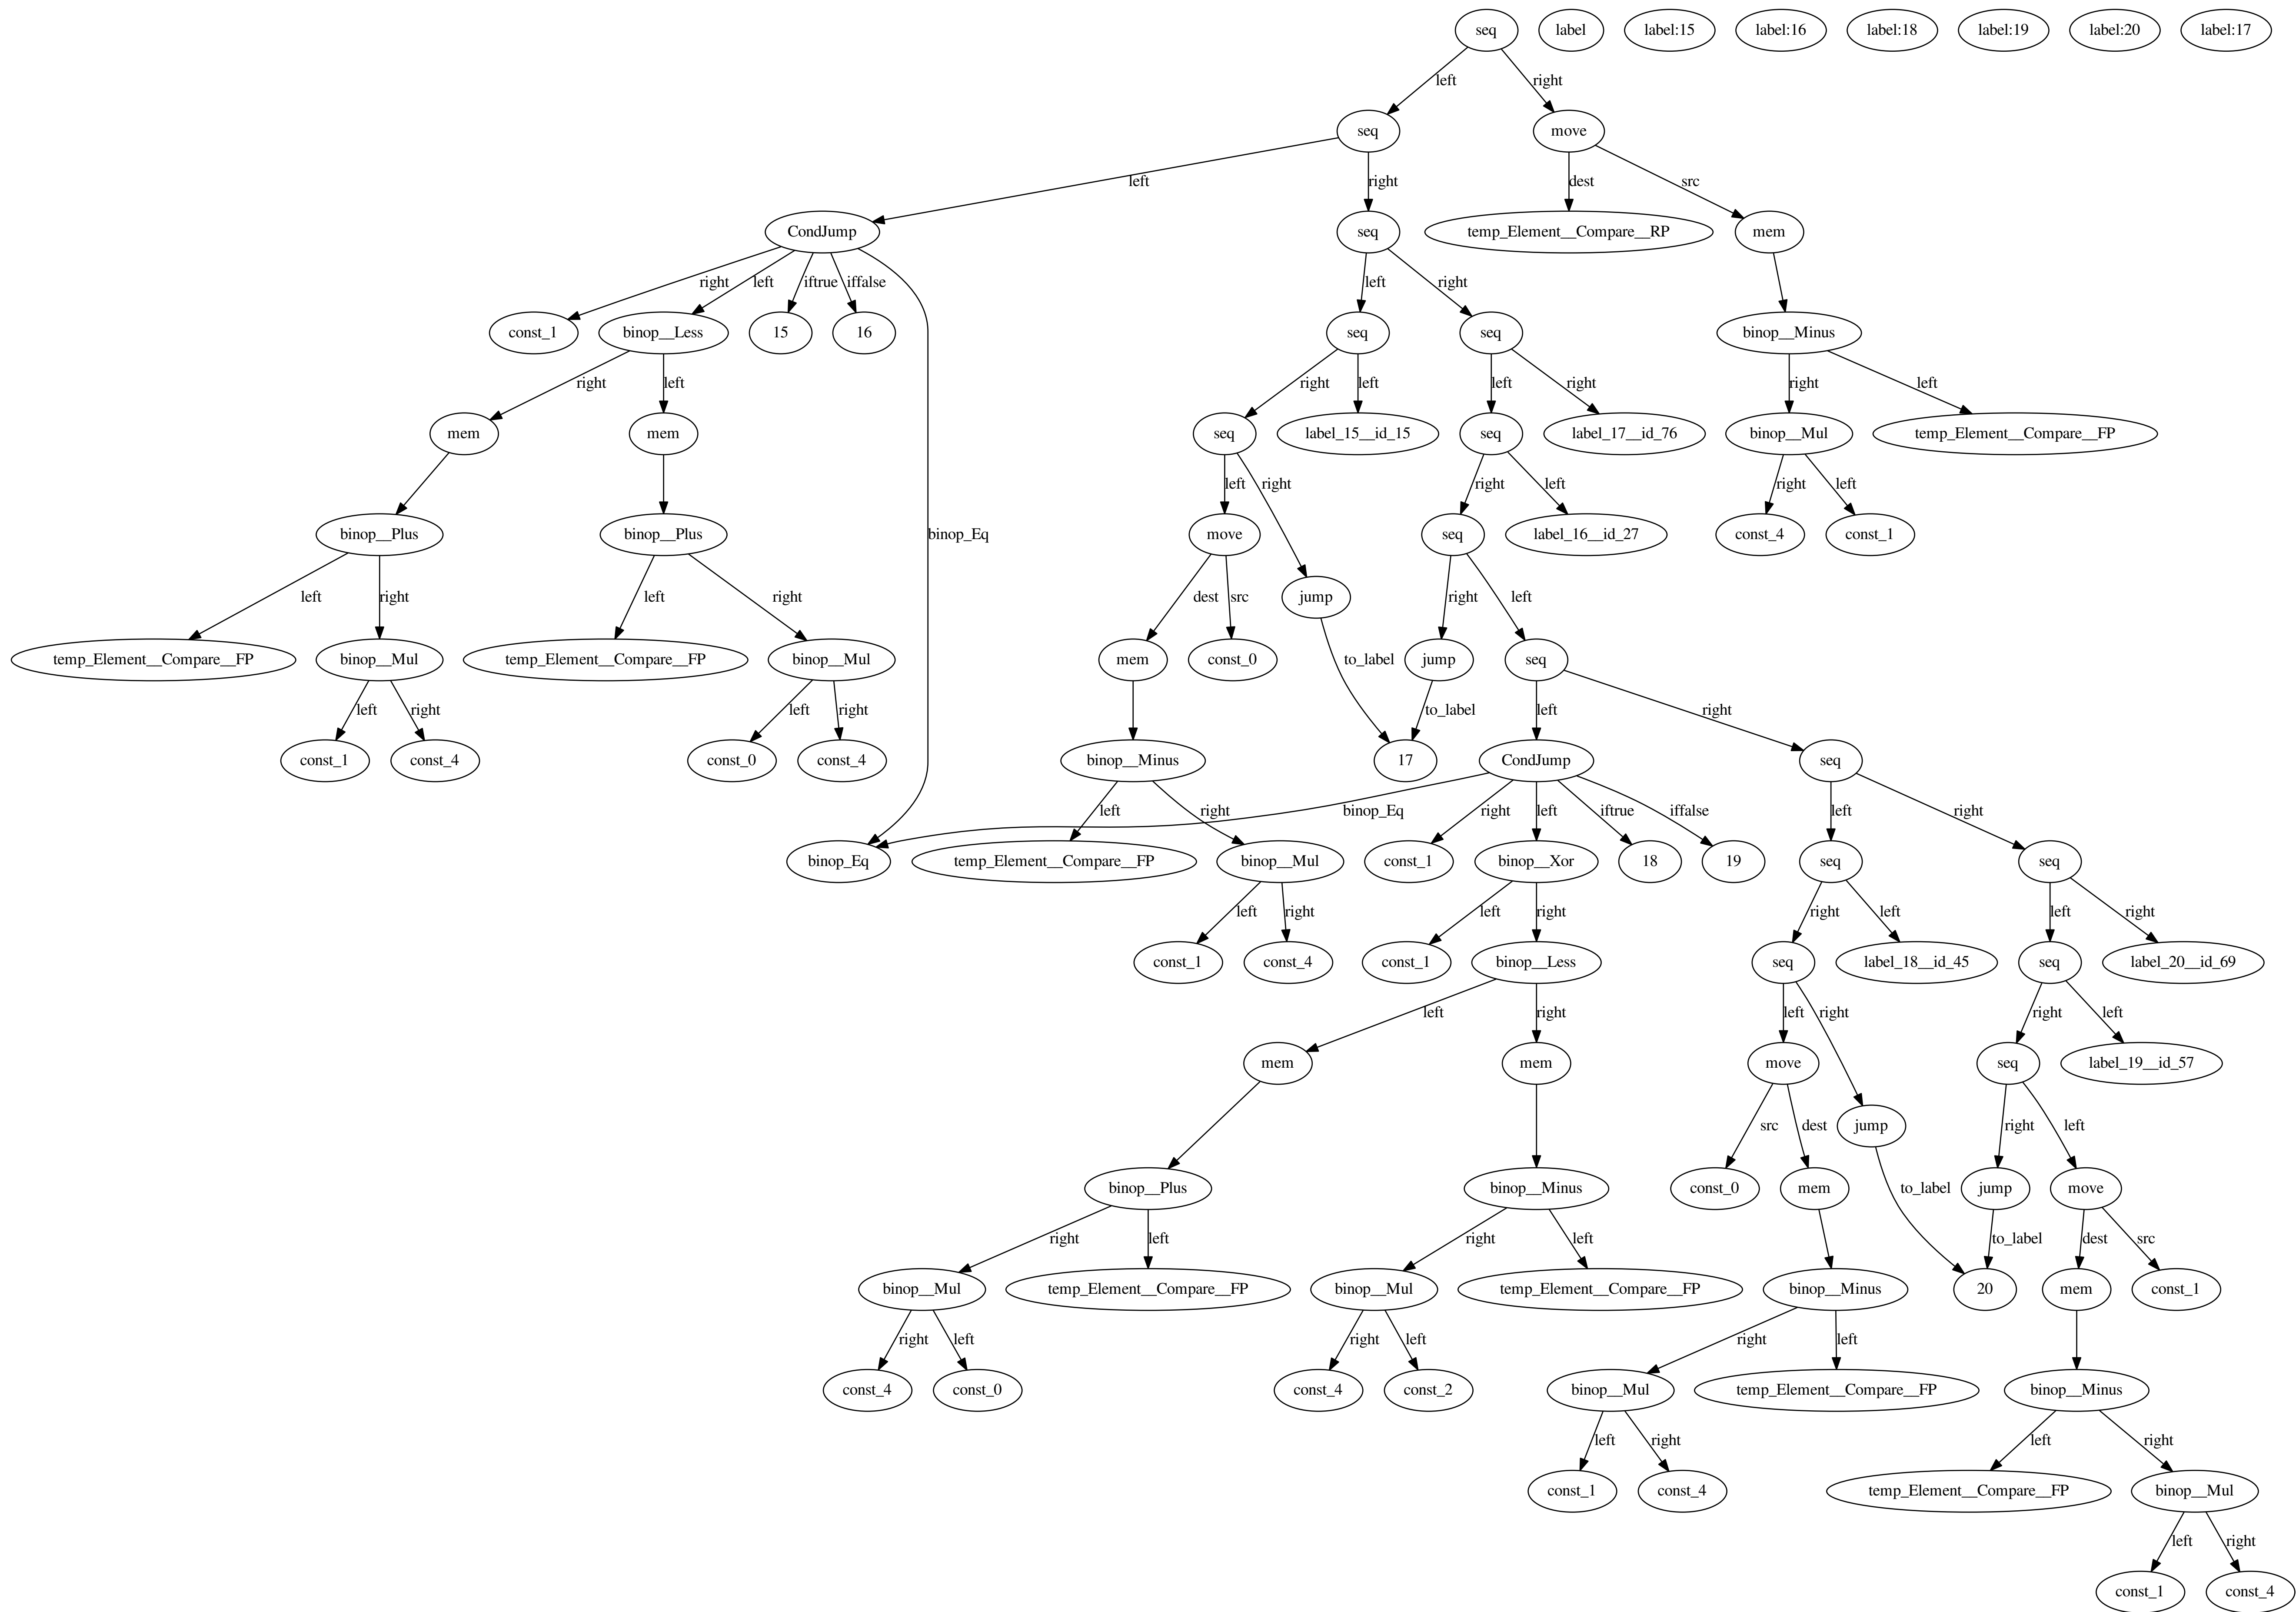 seq label label:15 label:16 label:18 label:19 label:20 label:17
left right
seq move
left right dest src
CondJump seq temp_Element__Compare__RP mem
right left iftrue iffalse left right
const_1 binop__Less 15 16 seq seq binop__Minus
right left right left left right right left
mem mem seq label_15__id_15 seq label_17__id_76 binop__Mul temp_Element__Compare__FP
left right right left right left
binop__Plus binop__Plus binop_Eq move seq label_16__id_27 const_4 const_1
left right left right dest src jump right left
temp_Element__Compare__FP binop__Mul temp_Element__Compare__FP binop__Mul mem const_0 to_label jump seq
left right left right to_label left right
const_1 const_4 const_0 const_4 binop__Minus 17 CondJump seq
left right binop_Eq right left iftrue iffalse left right
binop_Eq temp_Element__Compare__FP binop__Mul const_1 binop__Xor 18 19 seq seq
left right left right right left left right
const_1 const_4 const_1 binop__Less seq label_18__id_45 seq label_20__id_69
left right left right right left
mem mem move seq label_19__id_57
src dest jump right left
binop__Plus binop__Minus const_0 mem to_label jump move
right left right left to_label dest src
binop__Mul temp_Element__Compare__FP binop__Mul temp_Element__Compare__FP binop__Minus 20 mem const_1
right left right left right left
const_4 const_0 const_4 const_2 binop__Mul temp_Element__Compare__FP binop__Minus
left right left right
const_1 const_4 temp_Element__Compare__FP binop__Mul
left right
const_1 const_4